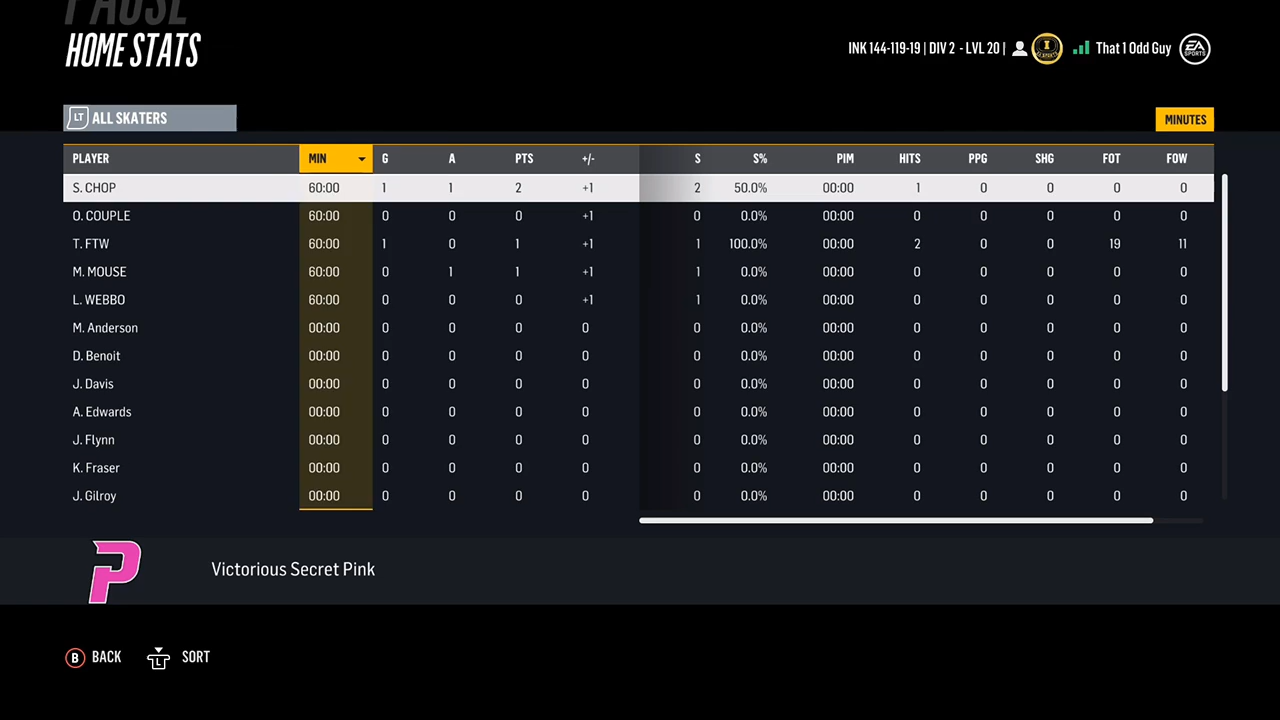 PAUSE
HOME STATS
INK 144-119-19 | DIV 2 - LVL 20 | That 1 Odd Guy EA SPORTS
LT ALL SKATERS
MINUTES
PLAYER MIN G A PTS +/- S S% PIM HITS PPG SHG FOT FOW
S. CHOP 60:00 1 1 2 +1 2 50.0% 00:00 1 0 0 0 0
O. COUPLE 60:00 0 0 0 +1 0 0.0% 00:00 0 0 0 0 0
T. FTW 60:00 1 0 1 +1 1 100.0% 00:00 2 0 0 19 11
M. MOUSE 60:00 0 1 1 +1 1 0.0% 00:00 0 0 0 0 0
L. WEBBO 60:00 0 0 0 +1 1 0.0% 00:00 0 0 0 0 0
M. Anderson 00:00 0 0 0 0 0 0.0% 00:00 0 0 0 0 0
D. Benoit 00:00 0 0 0 0 0 0.0% 00:00 0 0 0 0 0
J. Davis 00:00 0 0 0 0 0 0.0% 00:00 0 0 0 0 0
A. Edwards 00:00 0 0 0 0 0 0.0% 00:00 0 0 0 0 0
J. Flynn 00:00 0 0 0 0 0 0.0% 00:00 0 0 0 0 0
K. Fraser 00:00 0 0 0 0 0 0.0% 00:00 0 0 0 0 0
J. Gilroy 00:00 0 0 0 0 0 0.0% 00:00 0 0 0 0 0
P Victorious Secret Pink
B BACK L SORT